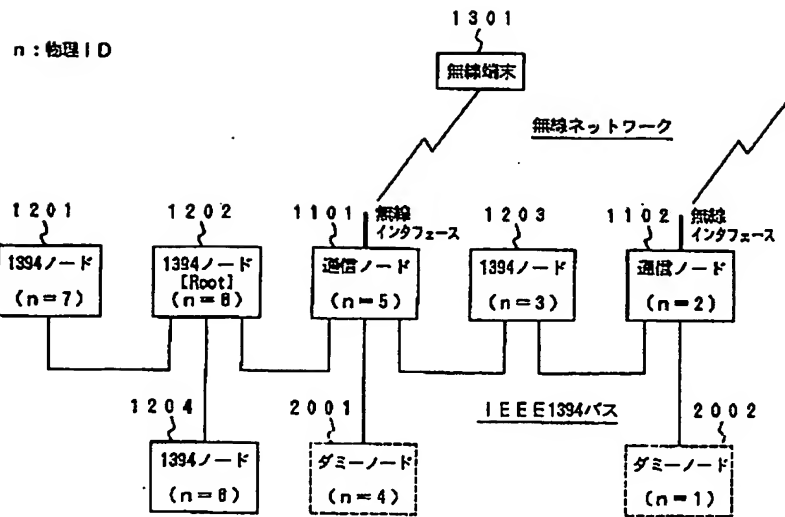 n：物理ID
1301
無線端末
無線ネットワーク
1201
1202
1101
無線
インタフェース
1203
1102
無線
インタフェース
1394ノード
(n=7)
1394ノード
[Root]
(n=8)
通信ノード
(n=5)
1394ノード
(n=3)
通信ノード
(n=2)
1204
2001
IEEE1394バス
2002
1394ノード
(n=6)
ダミーノード
(n=4)
ダミーノード
(n=1)